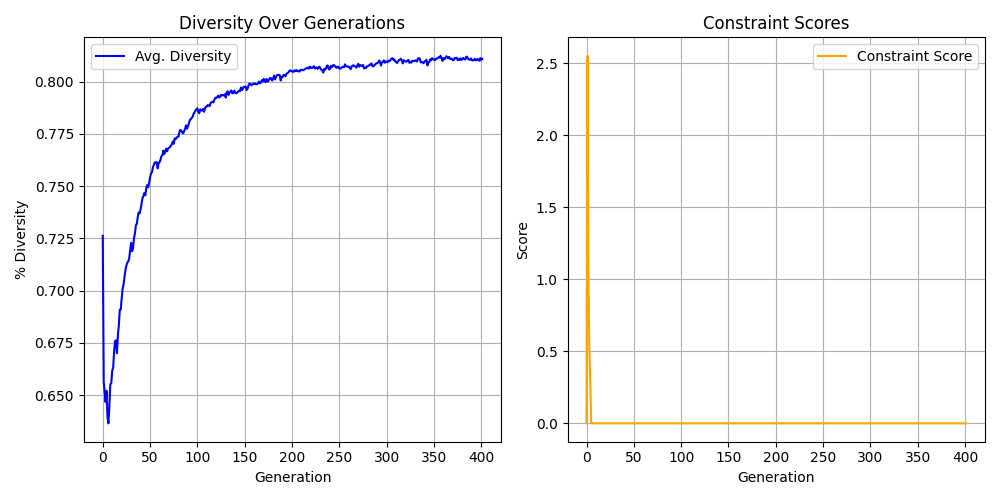 Diversity Over Generations
Avg. Diversity
% Diversity
0.800
0.775
0.750
0.725
0.700
0.675
0.650
0 50 100 150 200 250 300 350 400
Generation
Constraint Scores
Constraint Score
Score
2.5
2.0
1.5
1.0
0.5
0.0
0 50 100 150 200 250 300 350 400
Generation